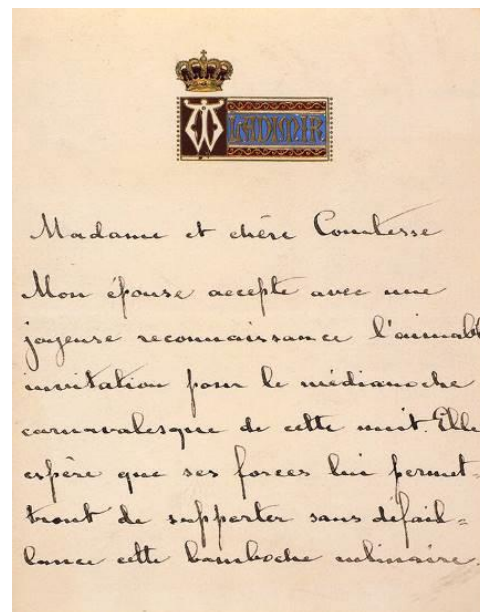 WLADIMIR
Madame et chère Comtesse
Mon épouse accepte avec une
joyeuse reconnaissance l'aimabl
invitation pour le médianoche
carnavalesque de cette nuit. Elle
espère que ses forces lui permet-
tront de supporter sans défail=
lance cette bamboche culinaire.